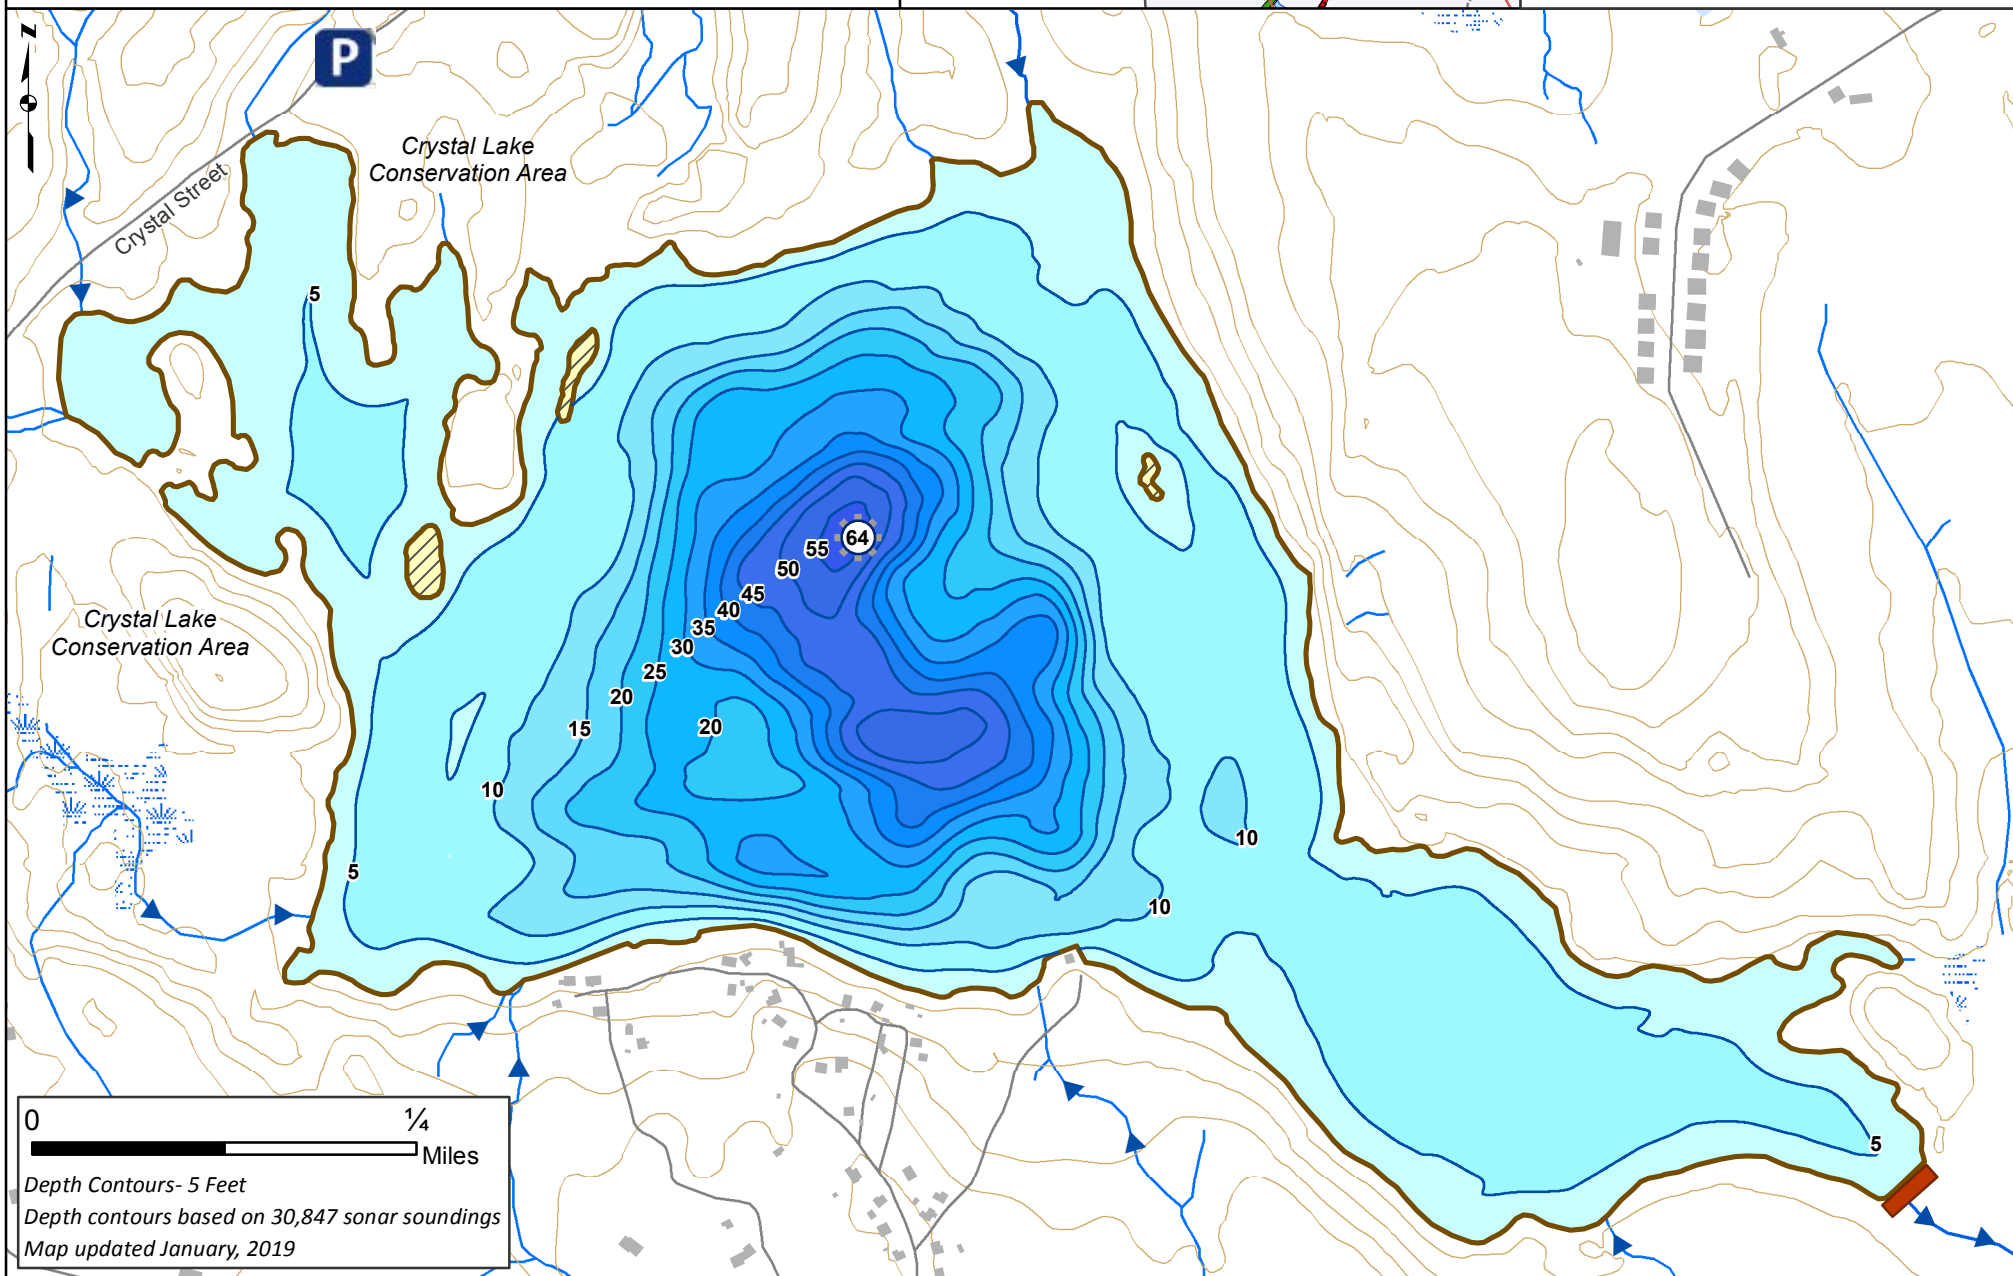 P
N
Crystal Lake
Conservation Area
Crystal Street
5
64
55
50
45
40
35
30
25
20
15
20
10
10
5
10
5
Crystal Lake
Conservation Area
0
¼
Miles
Depth Contours- 5 Feet
Depth contours based on 30,847 sonar soundings
Map updated January, 2019